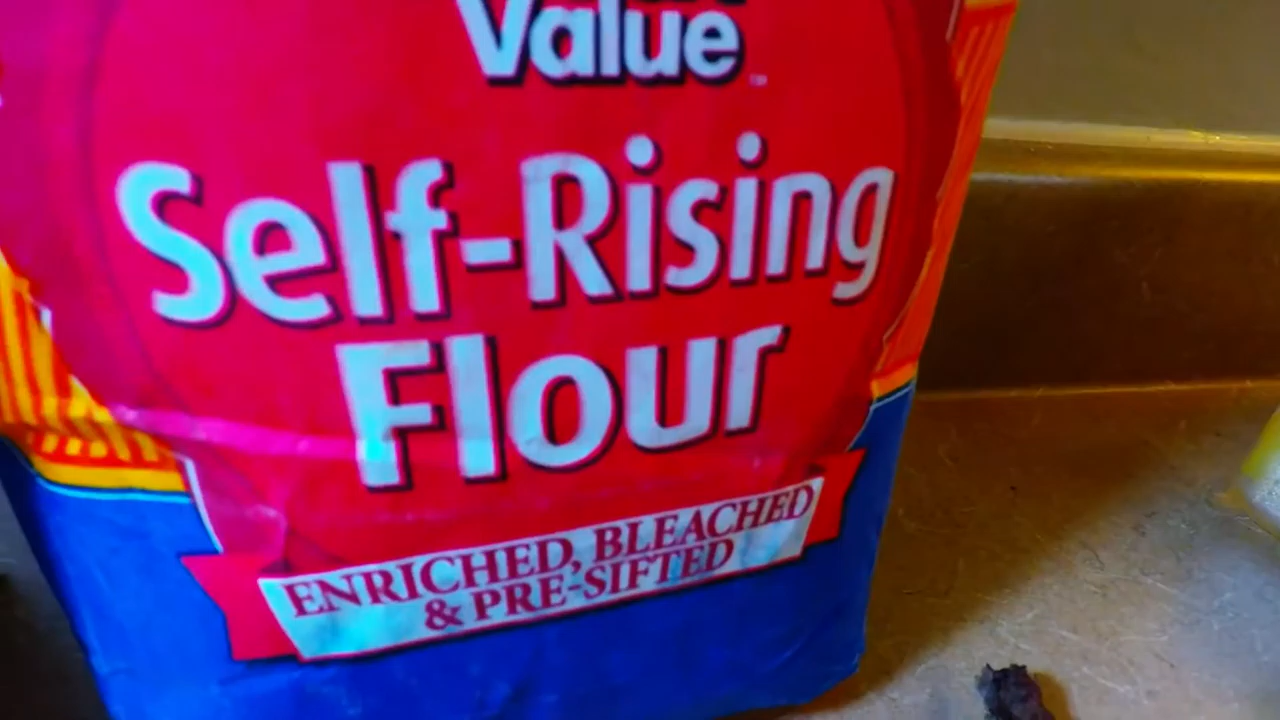 Value
Self-Rising
Flour
ENRICHED, BLEACHED
& PRE-SIFTED